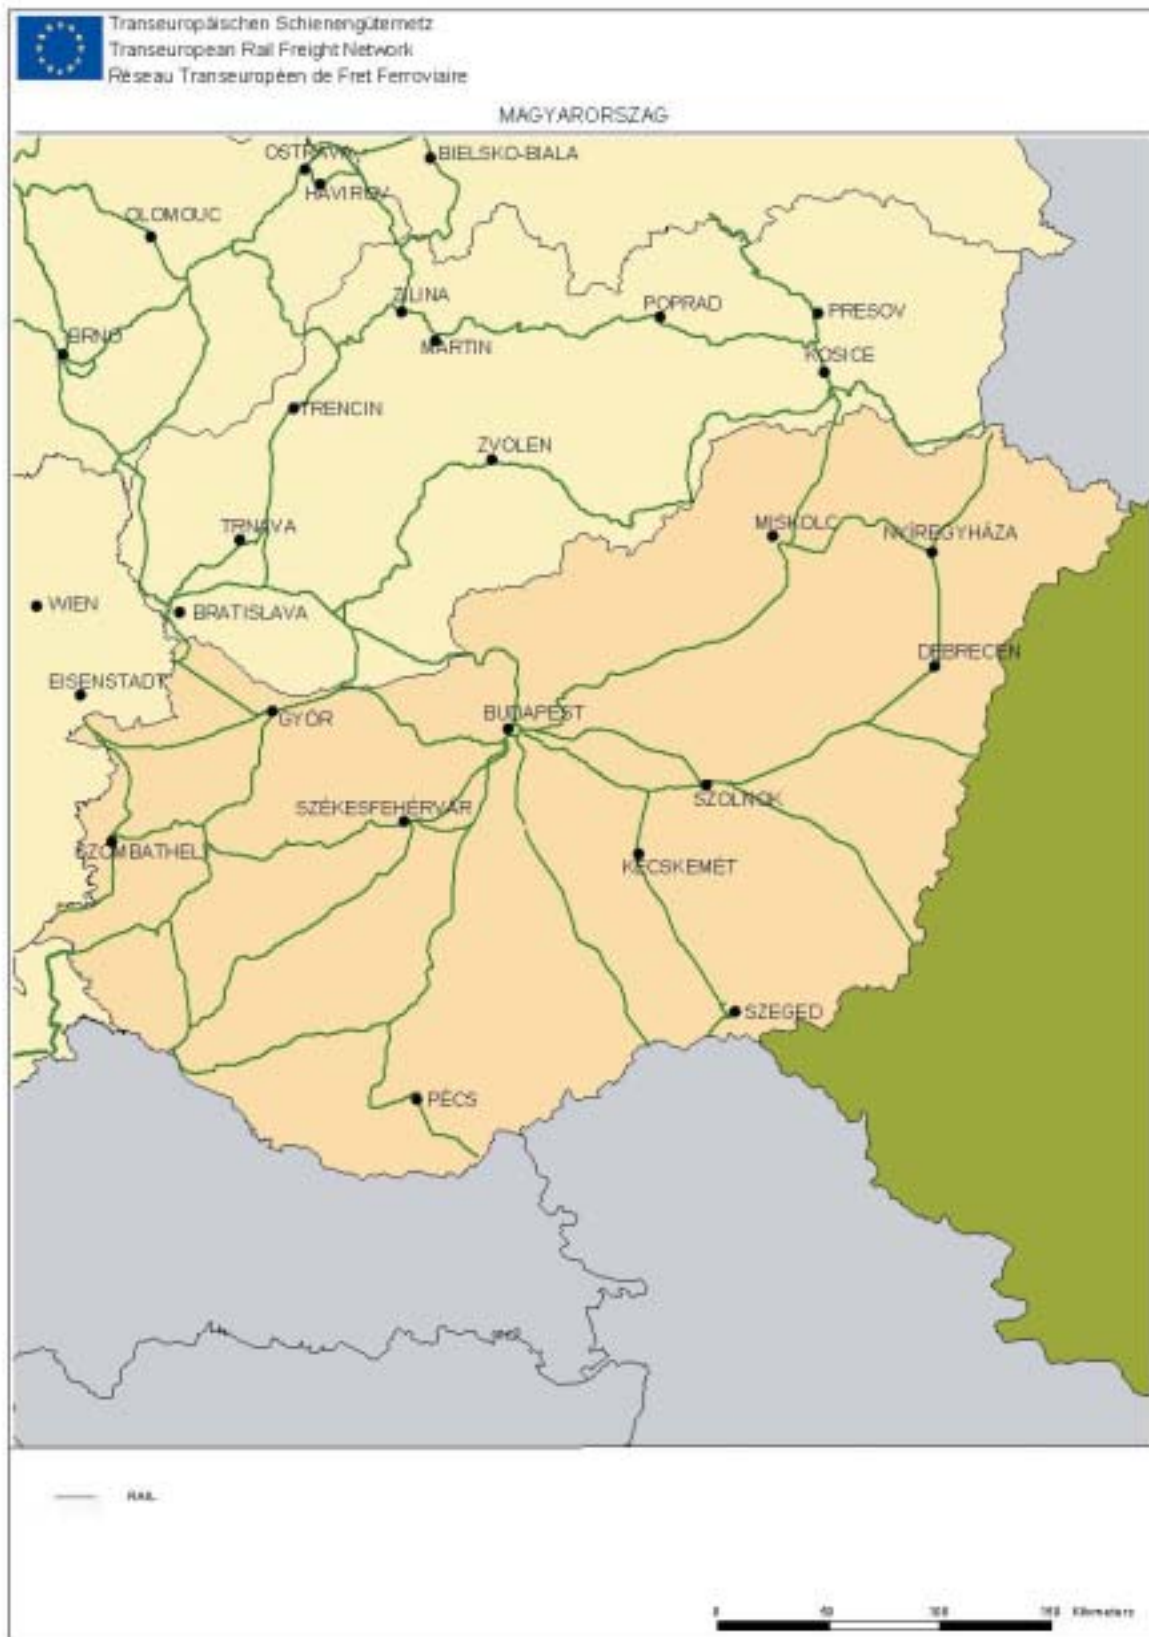 Transeuropäischen Schienengüternetz
Transeuropean Rail Freight Network
Réseau Transeuropéen de Fret Ferroviaire
MAGYARORSZAG
OSTRAVA
BIELSKO-BIALA
HAVIROV
OLOMOUC
ZILINA
POPRAD
PRESOV
BRNO
MARTIN
KOSICE
TRENCIN
ZVOLEN
TRNAVA
MISKOLC
NYÍREGYHÁZA
WIEN
BRATISLAVA
DEBRECEN
EISENSTADT
GYÖR
BUDAPEST
SZÉKESFEHÉRVÁR
SZOLNOK
SZOMBATHELY
KECSKEMÉT
SZEGED
PÉCS
RAIL
0 50 100 150 Kilometers